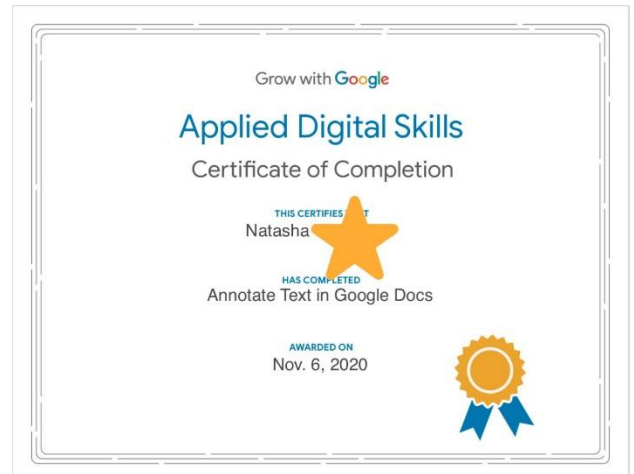 Grow with Google
Applied Digital Skills
Certificate of Completion
THIS CERTIFIES
Natasha
HAS COMPLETED
Annotate Text in Google Docs
AWARDED ON
Nov. 6, 2020